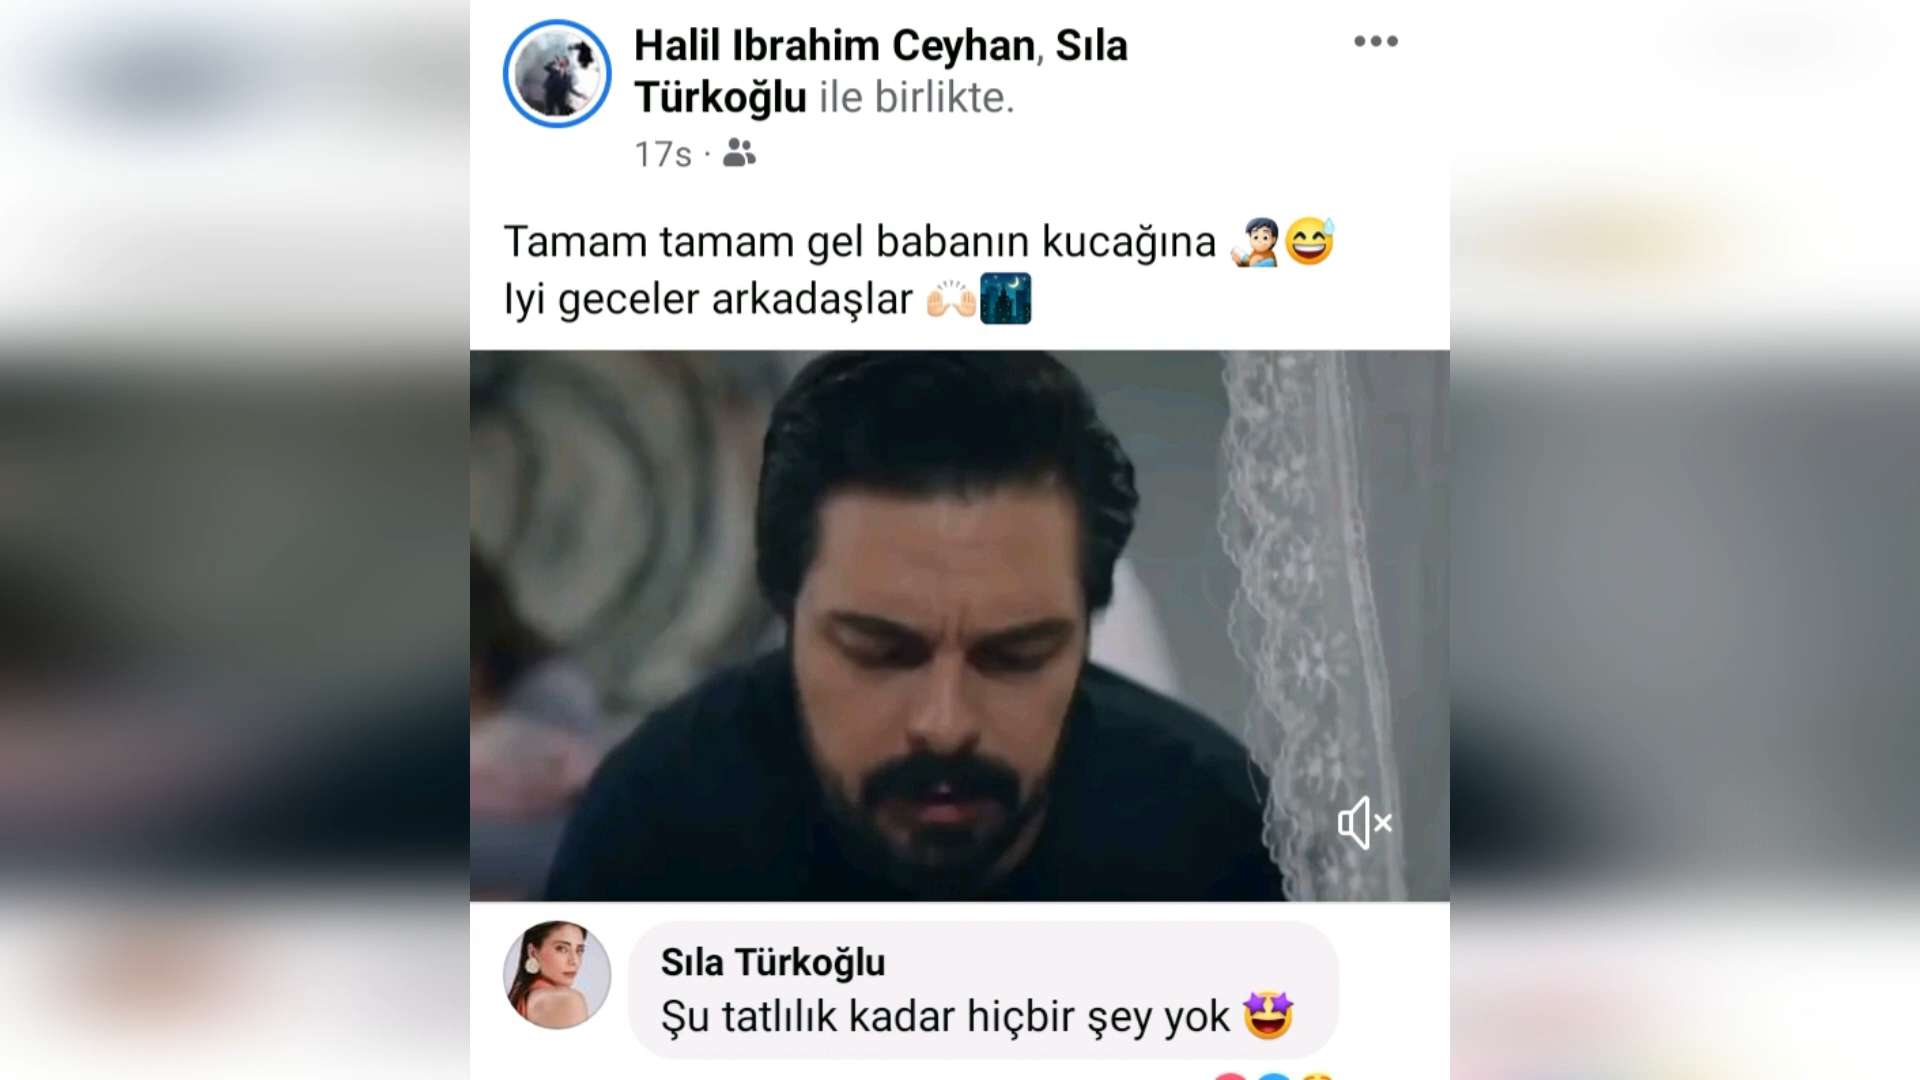 Halil Ibrahim Ceyhan, Sıla
Türkoğlu ile birlikte.
17s ·
Tamam tamam gel babanın kucağına 👨🏻‍🍼😅
Iyi geceler arkadaşlar 🙌🏻🌃
Sıla Türkoğlu
Şu tatlılık kadar hiçbir şey yok 🤩